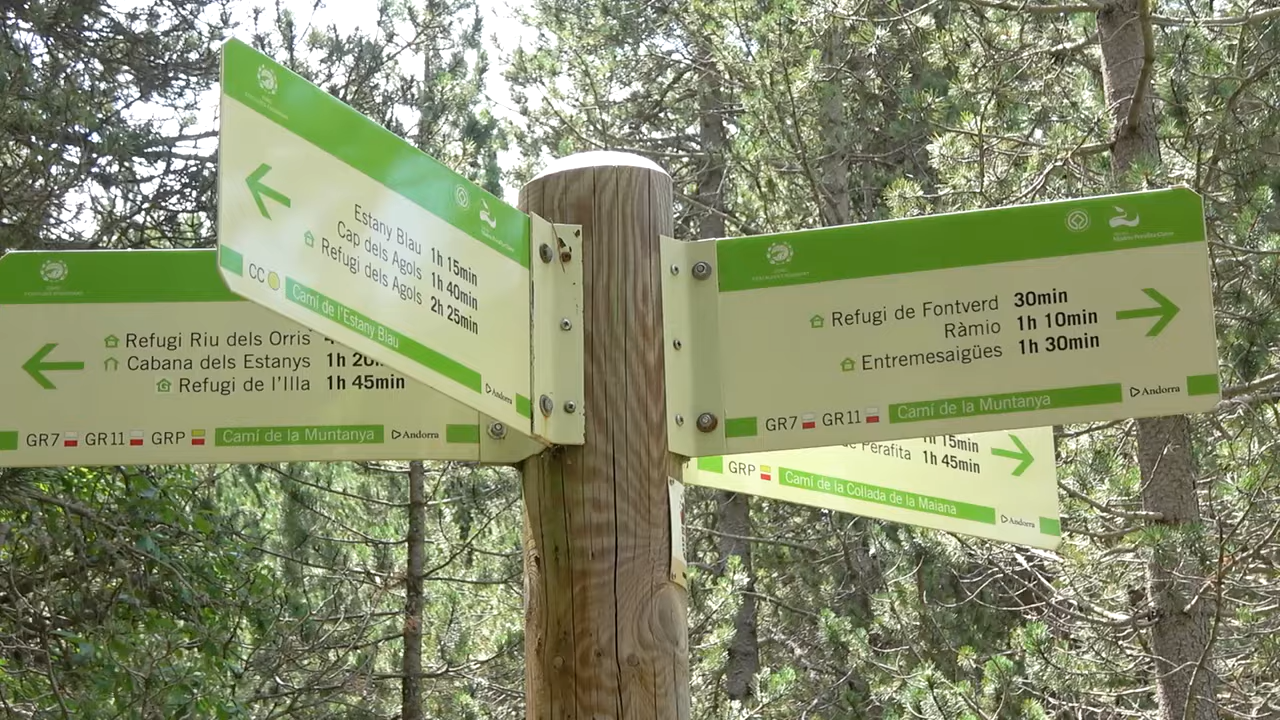 Estany Blau 1h 15min
Cap dels Agols 1h 40min
Refugi dels Agols 2h 25min
CC
Camí de l'Estany Blau
Andorra
Refugi Riu dels Orris
Cabana dels Estanys 1h
Refugi de l'Illa 1h 45min
GR7 GR11 GRP Camí de la Muntanya Andorra
Refugi de Fontverd 30min
Ràmio 1h 10min
Entremesaigües 1h 30min
GR7 GR11 Camí de la Muntanya Andorra
1h 15min
de Perafita 1h 45min
GRP Camí de la Collada de la Maiana Andorra